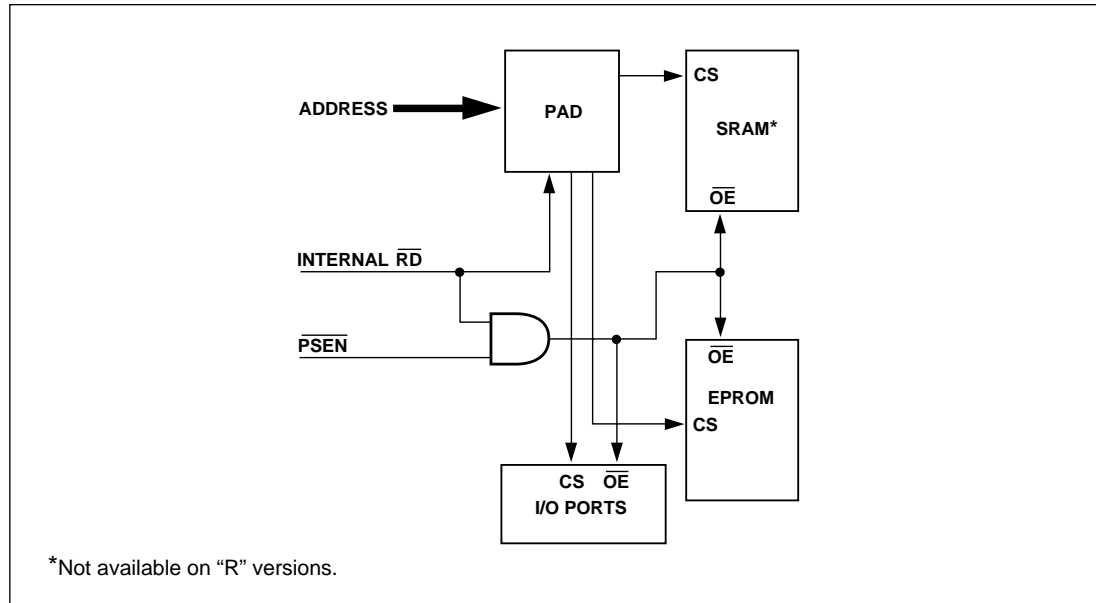 CS
ADDRESS
PAD
SRAM*
OE
INTERNAL RD
PSEN
OE
EPROM
CS
CS OE
I/O PORTS
*Not available on “R” versions.